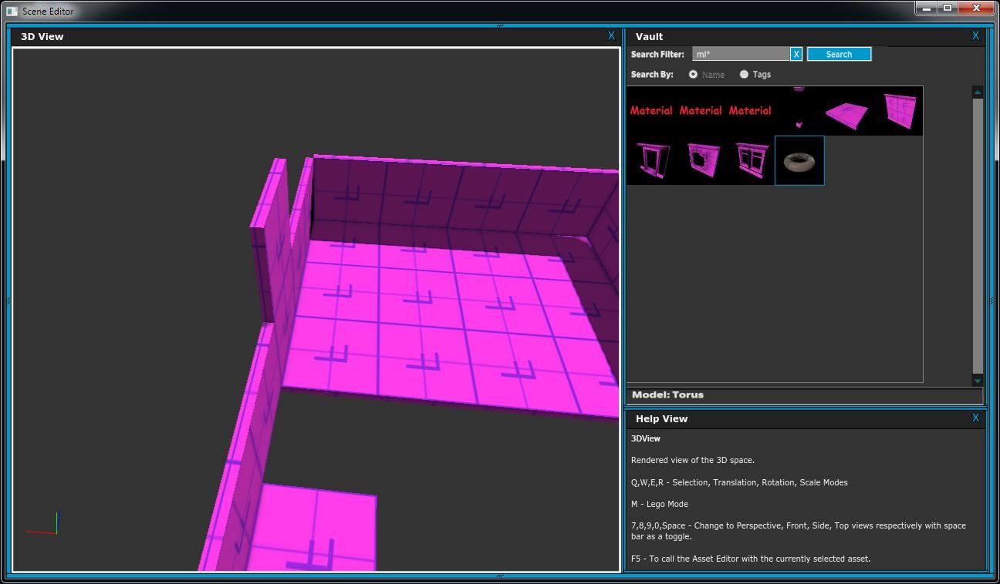 Scene Editor
3D View
X
Vault
X
Search Filter:
ml*
X
Search
Search By:
Name
Tags
Material Material Material
Model: Torus
Help View
X
3DView
Rendered view of the 3D space.
Q,W,E,R - Selection, Translation, Rotation, Scale Modes
M - Lego Mode
7,8,9,0,Space - Change to Perspective, Front, Side, Top views respectively with space
bar as a toggle.
F5 - To call the Asset Editor with the currently selected asset.